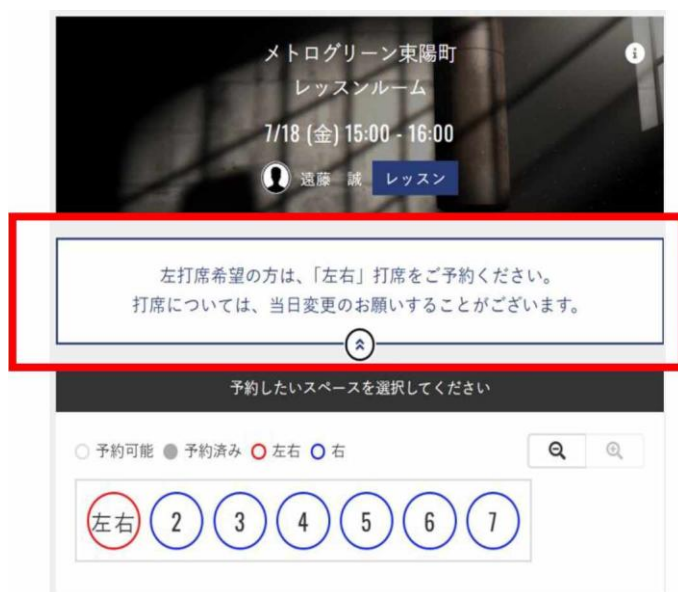 メトログリーン東陽町
レッスンルーム
7/18 (金) 15:00 - 16:00
遠藤 誠 レッスン
左打席希望の方は、「左右」打席をご予約ください。
打席については、当日変更のお願いすることがございます。
予約したいスペースを選択してください
予約可能 予約済み 左右 右
左右 2 3 4 5 6 7